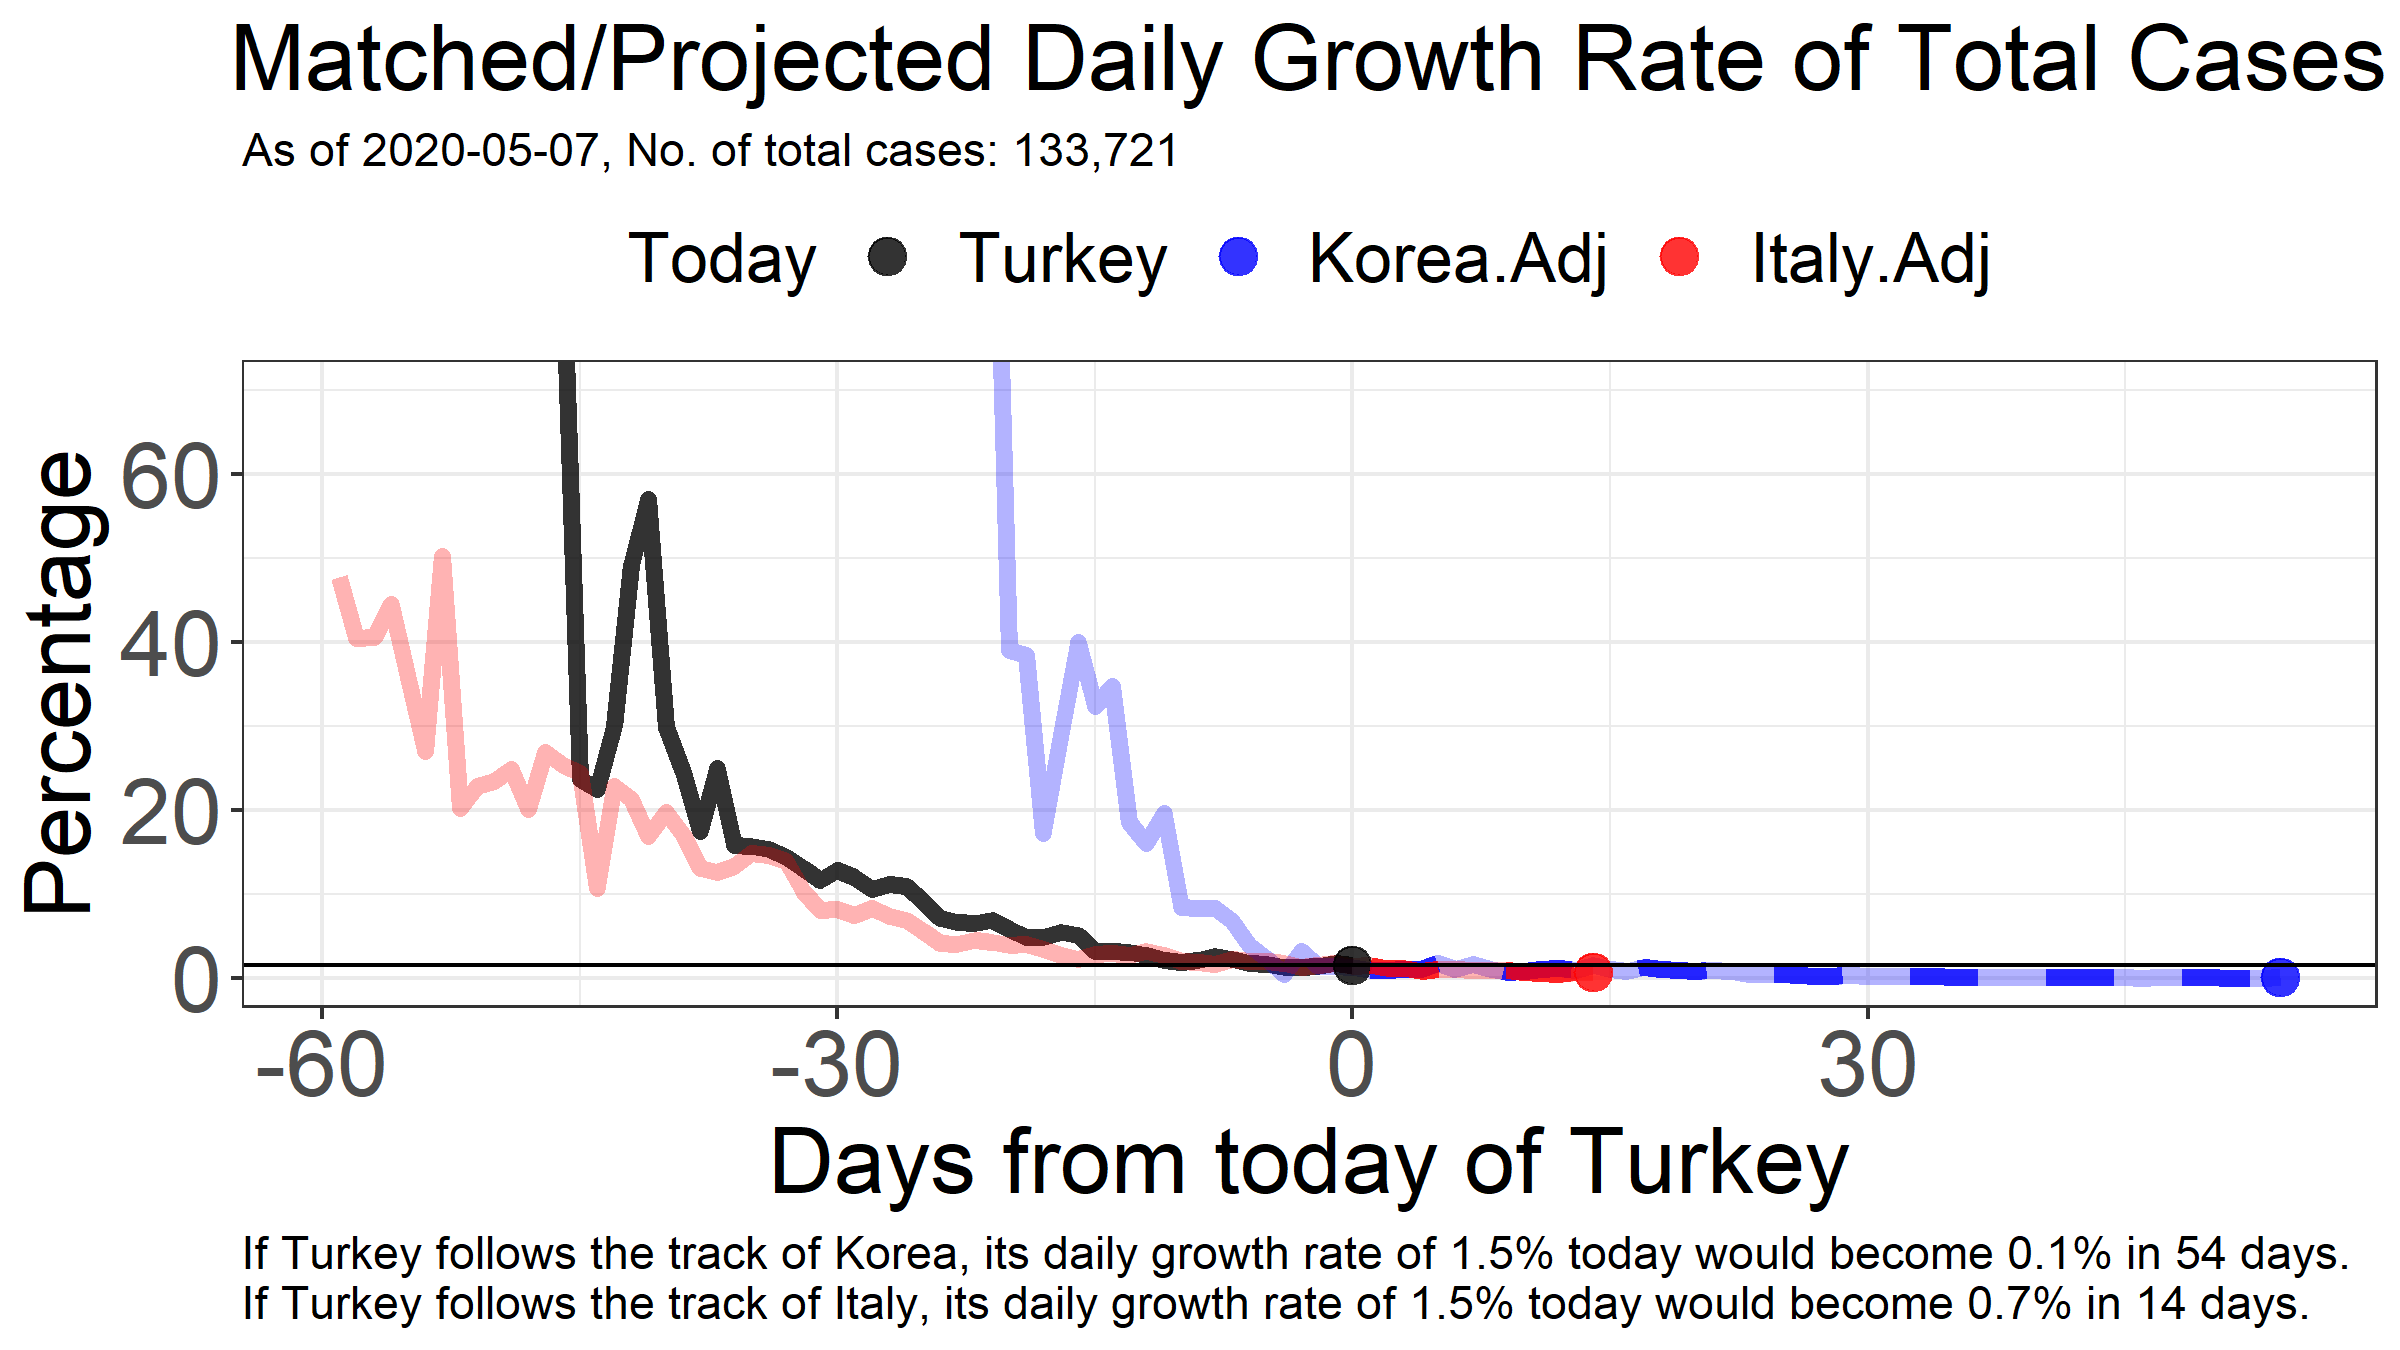 Matched/Projected Daily Growth Rate of Total Cases
As of 2020-05-07, No. of total cases: 133,721
Today Turkey Korea.Adj Italy.Adj
Percentage
60
40
20
0
-60 -30 0 30
Days from today of Turkey
If Turkey follows the track of Korea, its daily growth rate of 1.5% today would become 0.1% in 54 days.
If Turkey follows the track of Italy, its daily growth rate of 1.5% today would become 0.7% in 14 days.